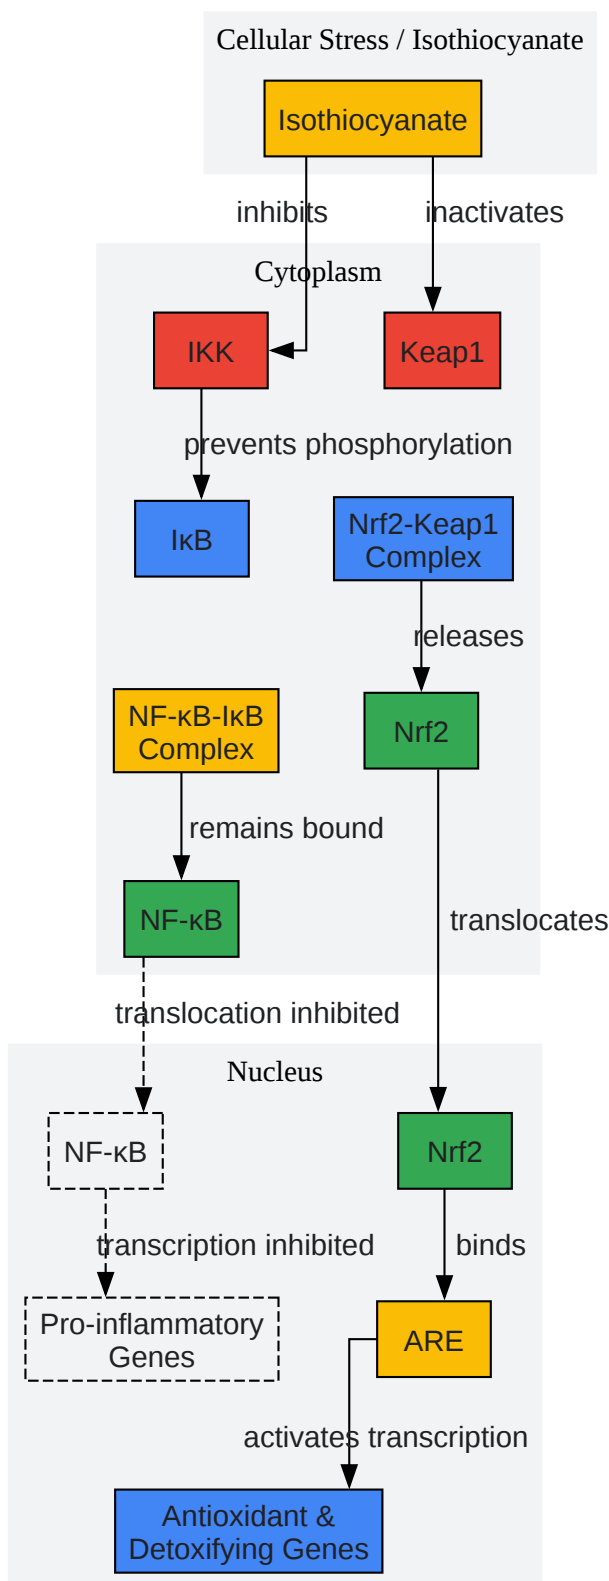 Cellular Stress / Isothiocyanate
Isothiocyanate
inhibits
inactivates
Cytoplasm
IKK
Keap1
prevents phosphorylation
IκB
Nrf2-Keap1
Complex
releases
NF-κB-IκB
Complex
Nrf2
remains bound
NF-κB
translocates
translocation inhibited
Nucleus
NF-κB
Nrf2
transcription inhibited
binds
Pro-inflammatory
Genes
ARE
activates transcription
Antioxidant &
Detoxifying Genes